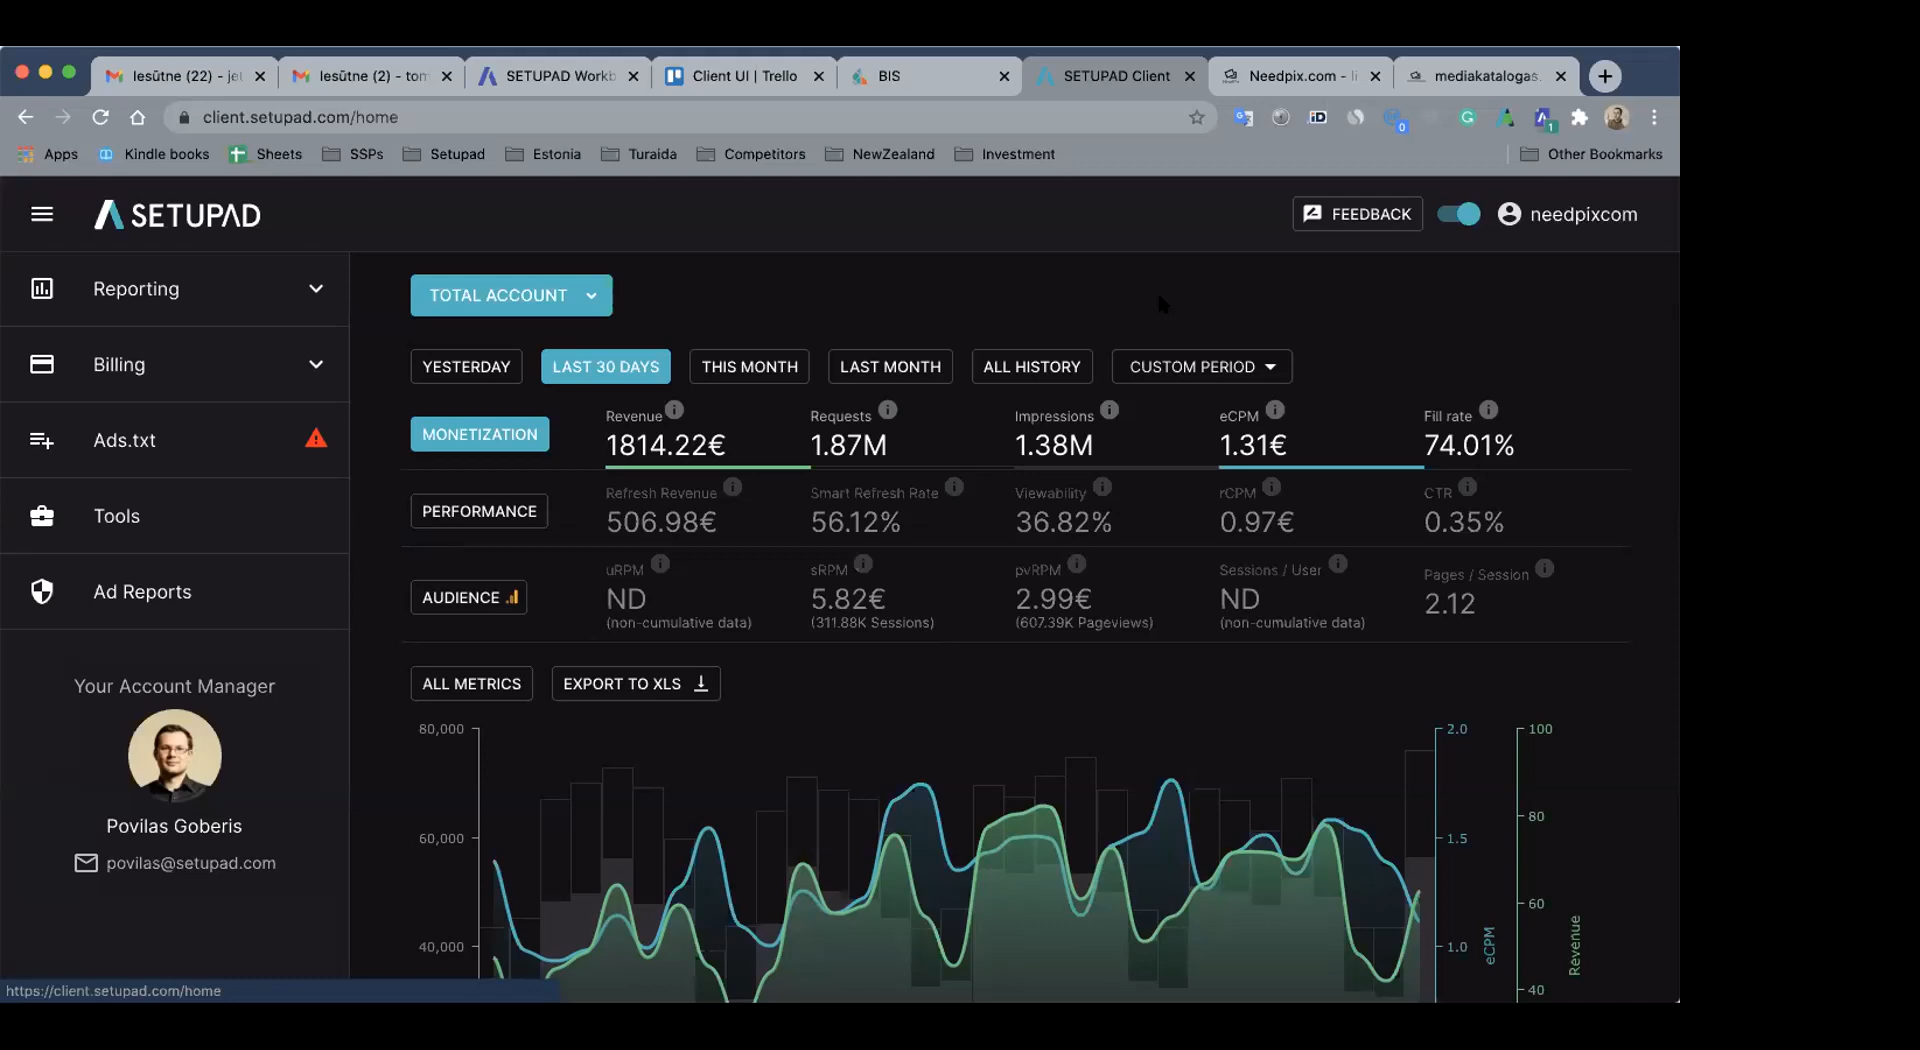 Iesūtne (22) - jet
Iesūtne (2) - tom
SETUPAD Workb
Client UI | Trello
BIS
SETUPAD Client
Needpix.com - li
mediakatalogas.
client.setupad.com/home
Apps
Kindle books
Sheets
SSPs
Setupad
Estonia
Turaida
Competitors
NewZealand
Investment
Other Bookmarks
SETUPAD
FEEDBACK
needpixcom
Reporting
Billing
Ads.txt
Tools
Ad Reports
Your Account Manager
Povilas Goberis
povilas@setupad.com
TOTAL ACCOUNT
YESTERDAY
LAST 30 DAYS
THIS MONTH
LAST MONTH
ALL HISTORY
CUSTOM PERIOD
MONETIZATION
Revenue
1814.22€
Requests
1.87M
Impressions
1.38M
eCPM
1.31€
Fill rate
74.01%
PERFORMANCE
Refresh Revenue
506.98€
Smart Refresh Rate
56.12%
Viewability
36.82%
rCPM
0.97€
CTR
0.35%
AUDIENCE
uRPM
ND
(non-cumulative data)
sRPM
5.82€
(311.88K Sessions)
pvRPM
2.99€
(607.39K Pageviews)
Sessions / User
ND
(non-cumulative data)
Pages / Session
2.12
ALL METRICS
EXPORT TO XLS
80,000
60,000
40,000
2.0
1.5
1.0
eCPM
100
80
60
40
Revenue
https://client.setupad.com/home